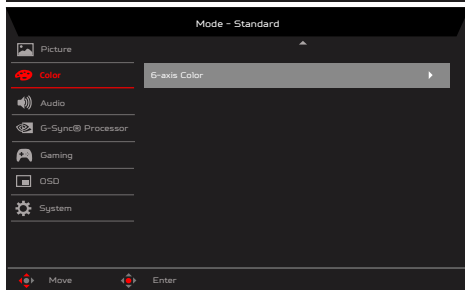 Mode - Standard
Picture
Color
6-axis Color
Audio
G-Sync® Processor
Gaming
OSD
System
Move
Enter